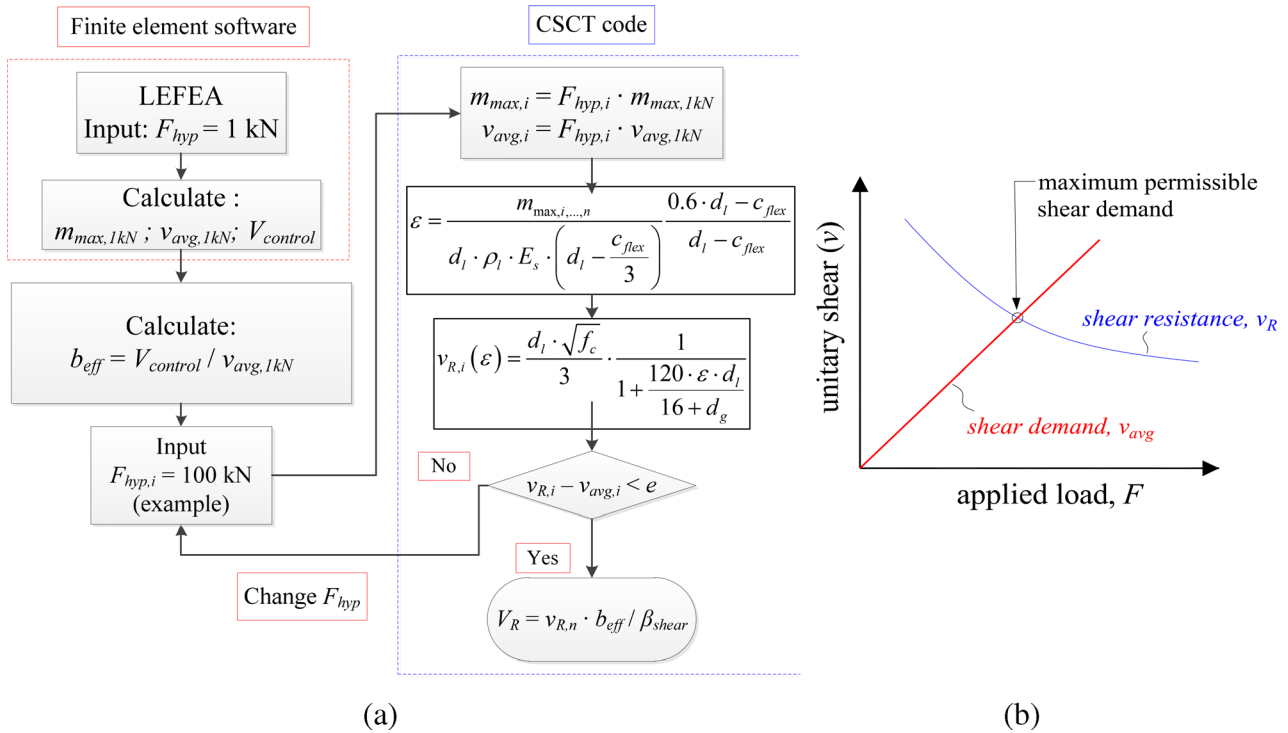 Finite element software
LEFEA
Input: F_hyp = 1 kN
Calculate :
m_max,1kN ; v_avg,1kN; V_control
Calculate:
b_eff = V_control / v_avg,1kN
Input
F_hyp,i = 100 kN
(example)
Change F_hyp
CSCT code
m_max,i = F_hyp,i · m_max,1kN
v_avg,i = F_hyp,i · v_avg,1kN
ε = m_max,i,...,n / (d_l · ρ_l · E_s · (d_l − c_flex / 3)) (0.6 · d_l − c_flex) / (d_l − c_flex)
v_R,i (ε) = (d_l · √f_c) / 3 · 1 / (1 + (120 · ε · d_l) / (16 + d_g))
No
v_R,i − v_avg,i < e
Yes
V_R = v_R,n · b_eff / β_shear
(a)
unitary shear (v)
maximum permissible
shear demand
shear resistance, v_R
shear demand, v_avg
applied load, F
(b)